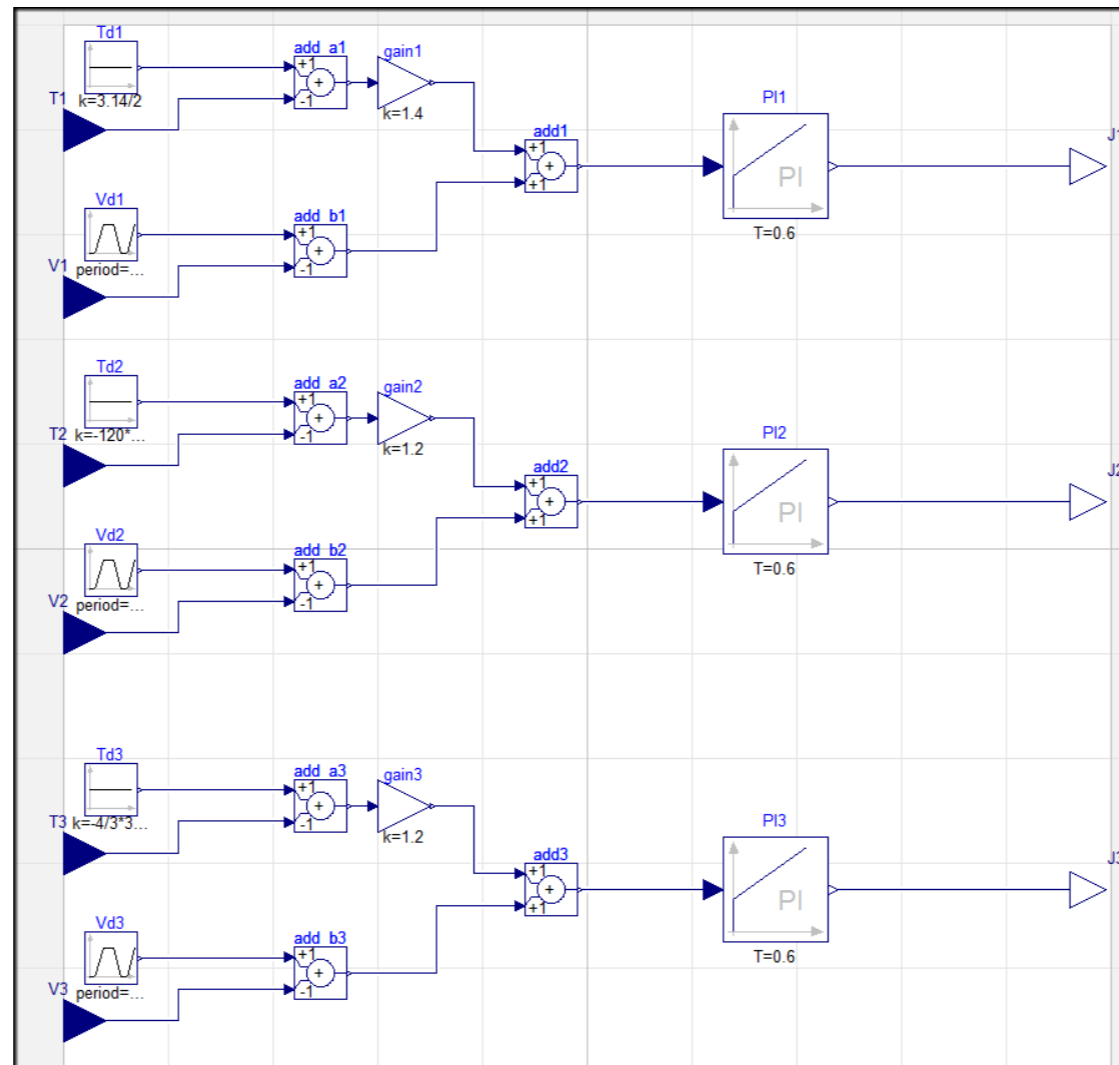 Td1
add_a1
gain1
+1
-1
T1
k=3.14/2
k=1.4
PI1
add1
+1
+1
J1
PI
T=0.6
Vd1
add_b1
+1
-1
V1
period=...
Td2
add_a2
gain2
+1
-1
T2
k=-120*...
k=1.2
PI2
add2
+1
+1
J2
PI
T=0.6
Vd2
add_b2
+1
-1
V2
period=...
Td3
add_a3
gain3
+1
-1
T3
k=-4/3*3...
k=1.2
PI3
add3
+1
+1
J3
PI
T=0.6
Vd3
add_b3
+1
-1
V3
period=...